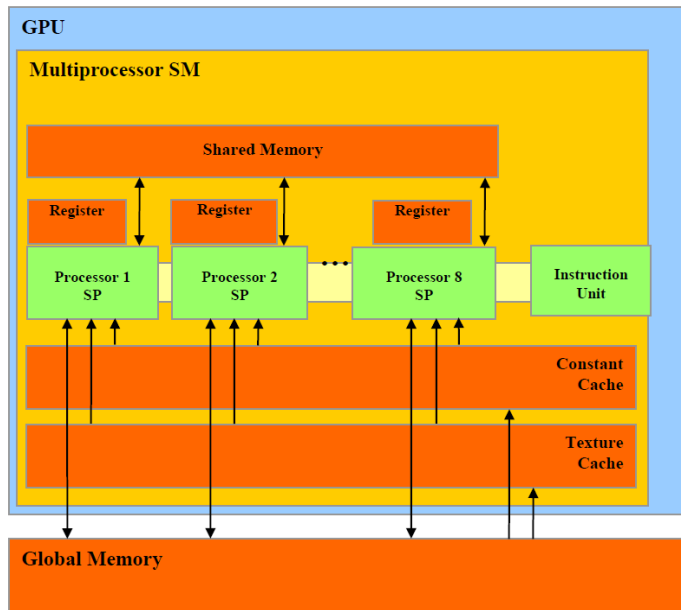 GPU
Multiprocessor SM
Shared Memory
Register
Register
Register
Processor 1
SP
Processor 2
SP
...
Processor 8
SP
Instruction
Unit
Constant
Cache
Texture
Cache
Global Memory